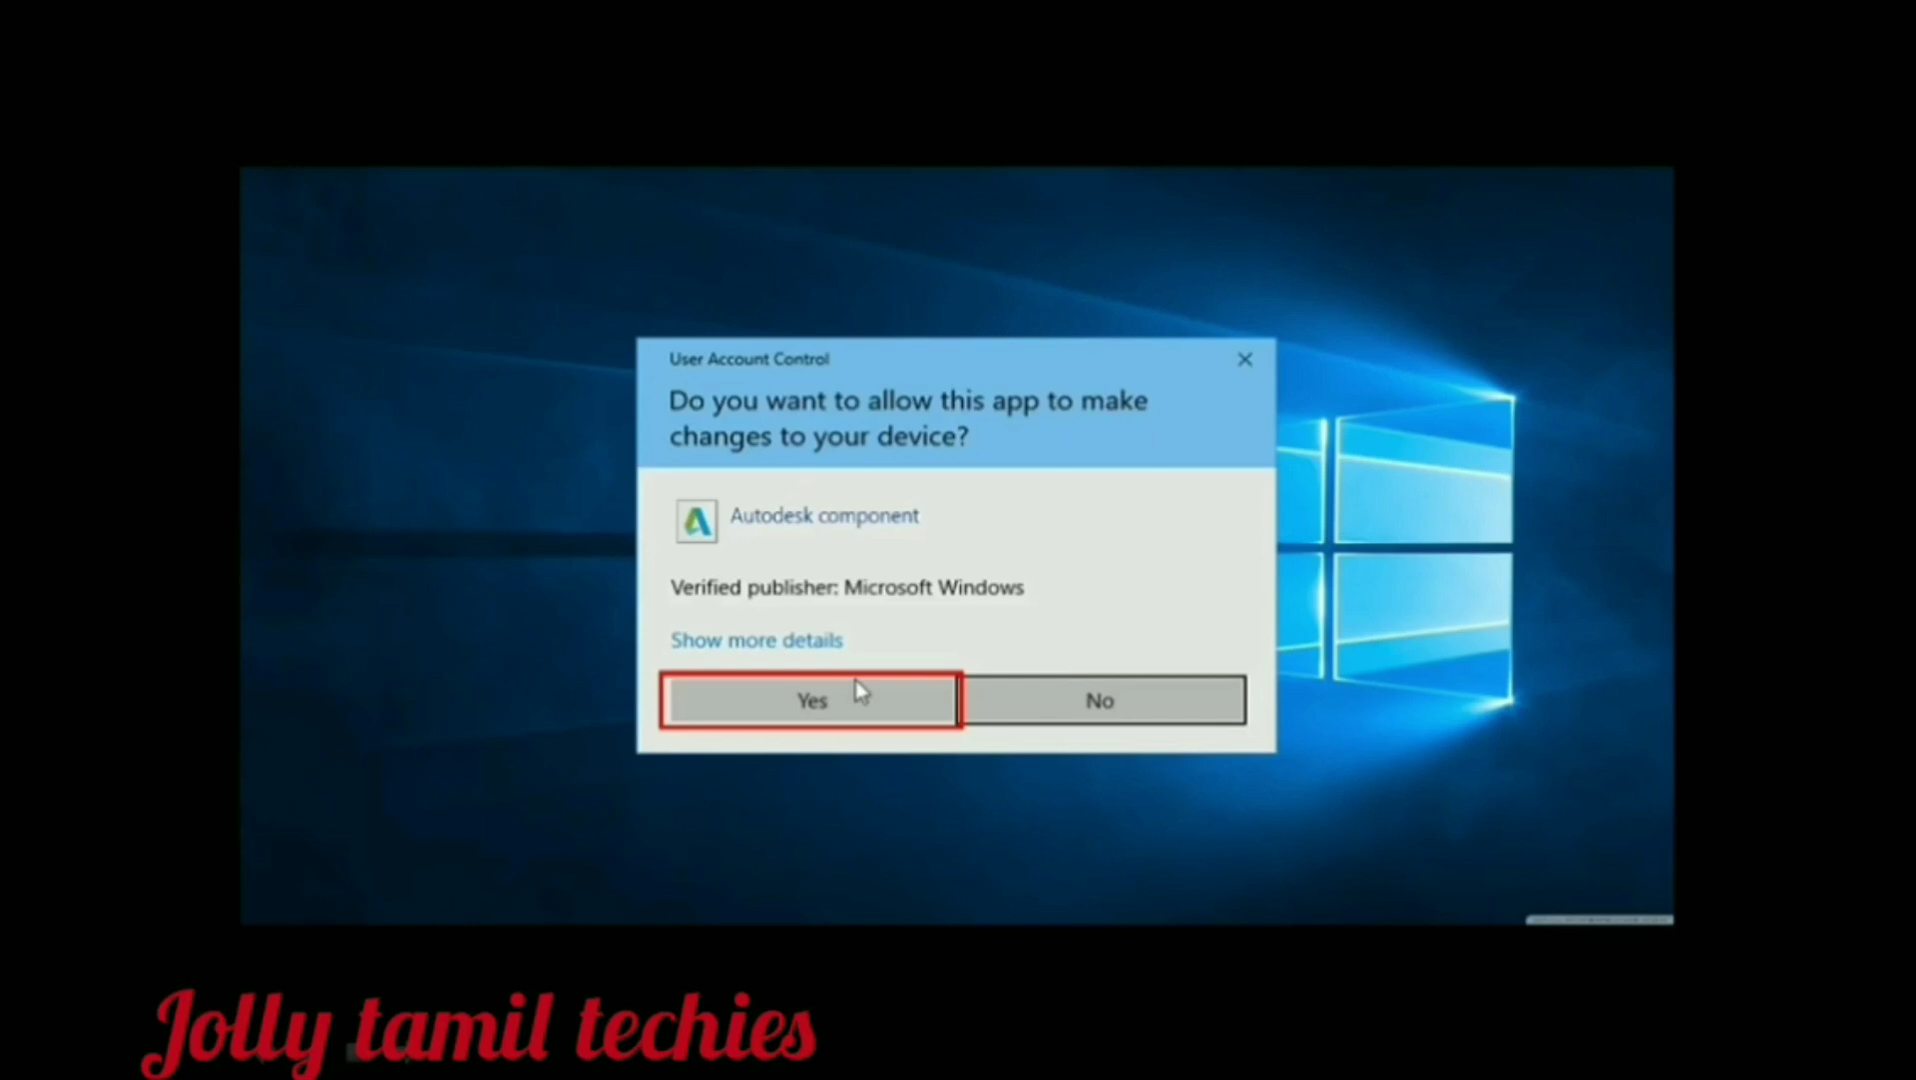 User Account Control
Do you want to allow this app to make
changes to your device?
Autodesk component
Verified publisher: Microsoft Windows
Show more details
Yes
No
Jolly tamil techies